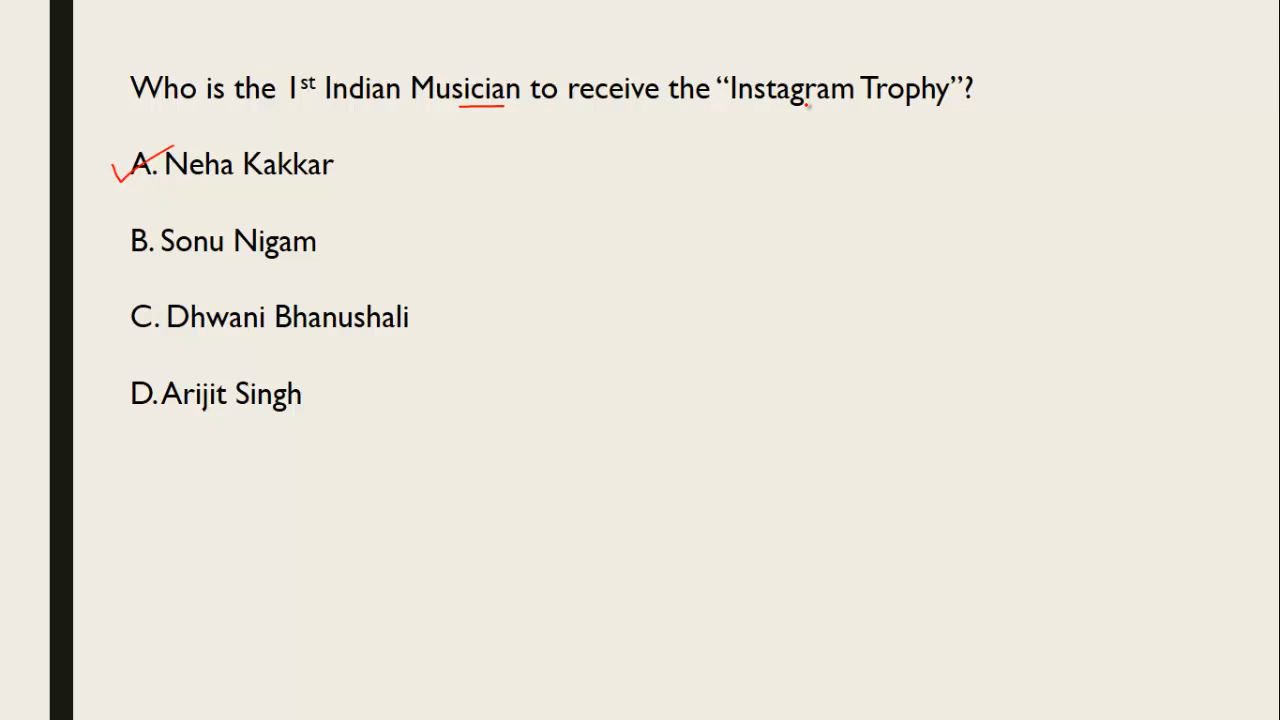 Who is the 1st Indian Musician to receive the “Instagram Trophy”?
A. Neha Kakkar
B. Sonu Nigam
C. Dhwani Bhanushali
D. Arijit Singh